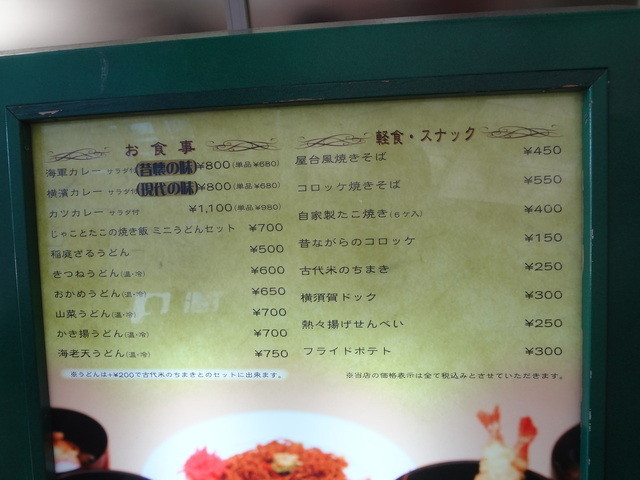 お食事
海軍カレー サラダ付 (昔懐の味) ¥800 (単品¥680)
横濱カレー サラダ付 (現代の味) ¥800 (単品¥680)
カツカレー サラダ付 ¥1,100 (単品¥980)
じゃことたこの焼き飯 ミニうどんセット ¥700
稲庭ざるうどん ¥500
きつねうどん(温・冷) ¥600
おかめうどん(温・冷) ¥650
山菜うどん(温・冷) ¥700
かき揚うどん(温・冷) ¥700
海老天うどん(温・冷) ¥750
※うどんは+¥200で古代米のちまきとのセットに出来ます。
軽食・スナック
屋台風焼きそば ¥450
コロッケ焼きそば ¥550
自家製たこ焼き(6ヶ入) ¥400
昔ながらのコロッケ ¥150
古代米のちまき ¥250
横須賀ドック ¥300
熱々揚げせんべい ¥250
フライドポテト ¥300
※当店の価格表示は全て税込みとさせていただきます。